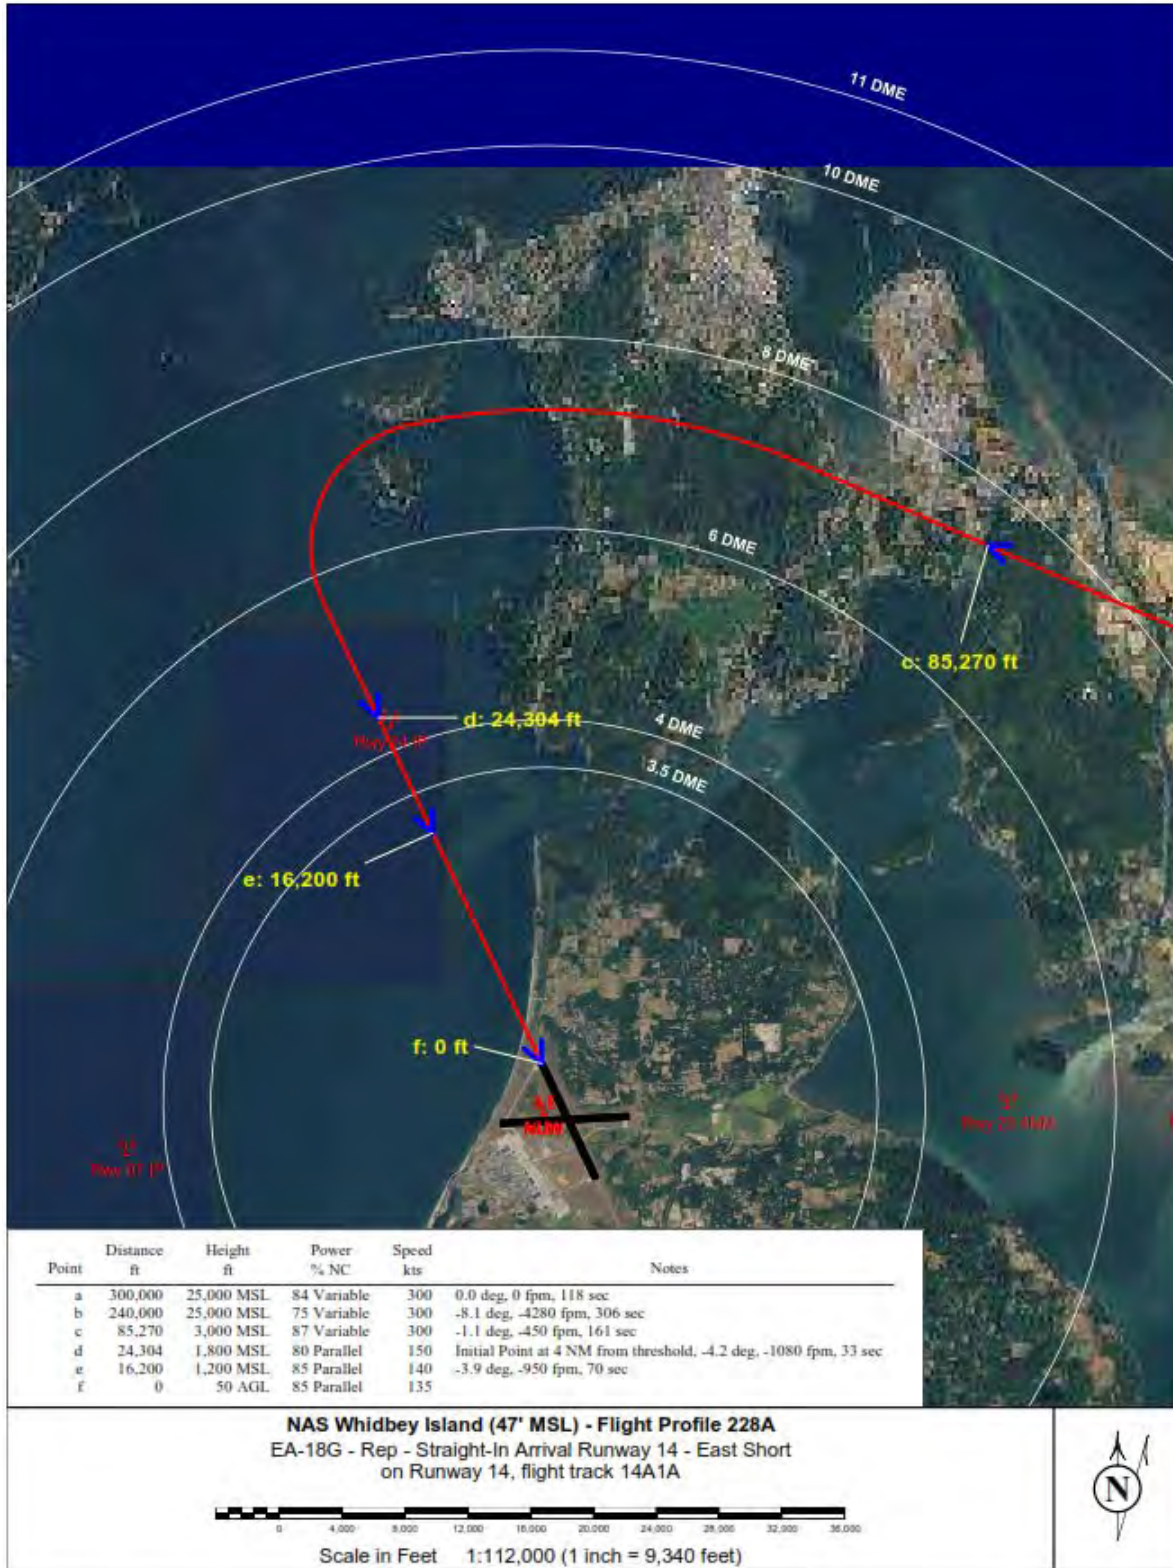 11 DME
10 DME
8 DME
6 DME
c: 85,270 ft
d: 24,304 ft
4 DME
3.5 DME
e: 16,200 ft
f: 0 ft
Point Distance ft Height ft Power % NC Speed kts Notes
a 300,000 25,000 MSL 84 Variable 300 0.0 deg, 0 fpm, 118 sec
b 240,000 25,000 MSL 75 Variable 300 -8.1 deg, -4280 fpm, 306 sec
c 85,270 3,000 MSL 87 Variable 300 -1.1 deg, -450 fpm, 161 sec
d 24,304 1,800 MSL 80 Parallel 150 Initial Point at 4 NM from threshold, -4.2 deg, -1080 fpm, 33 sec
e 16,200 1,200 MSL 85 Parallel 140 -3.9 deg, -950 fpm, 70 sec
f 0 50 AGL 85 Parallel 135
NAS Whidbey Island (47' MSL) - Flight Profile 228A
EA-18G - Rep - Straight-In Arrival Runway 14 - East Short
on Runway 14, flight track 14A1A
0 4,000 8,000 12,000 16,000 20,000 24,000 28,000 32,000 36,000
Scale in Feet 1:112,000 (1 inch = 9,340 feet)
N